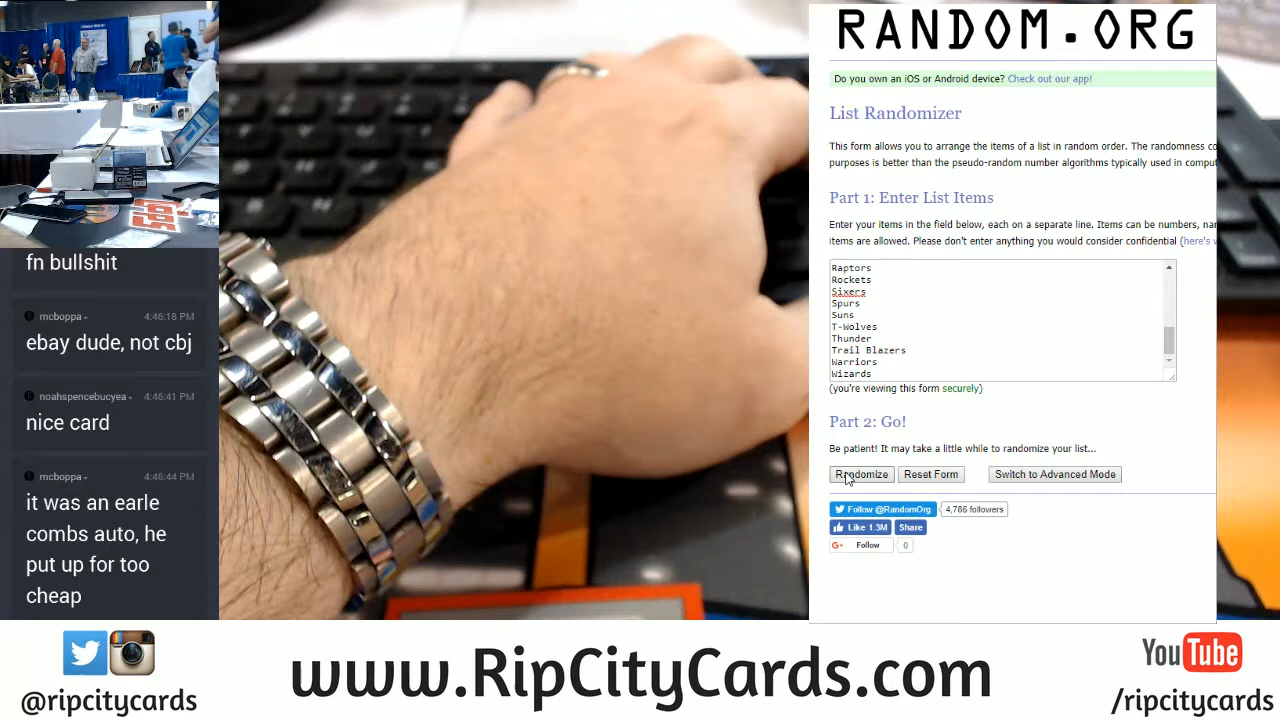 fn bullshit
mcboppa - 4:46:18 PM
ebay dude, not cbj
noahspencebucyea - 4:46:41 PM
nice card
mcboppa - 4:46:44 PM
it was an earle
combs auto, he
put up for too
cheap
RANDOM.ORG
Do you own an iOS or Android device? Check out our app!
List Randomizer
This form allows you to arrange the items of a list in random order. The randomness co
purposes is better than the pseudo-random number algorithms typically used in comput
Part 1: Enter List Items
Enter your items in the field below, each on a separate line. Items can be numbers, nar
items are allowed. Please don't enter anything you would consider confidential (here's
Raptors
Rockets
Sixers
Spurs
Suns
T-Wolves
Thunder
Trail Blazers
Warriors
Wizards
(you're viewing this form securely)
Part 2: Go!
Be patient! It may take a little while to randomize your list...
Randomize Reset Form Switch to Advanced Mode
Follow @RandomOrg 4,786 followers
Like 1.3M Share
G+ Follow 0
@ripcitycards
www.RipCityCards.com
YouTube
/ripcitycards